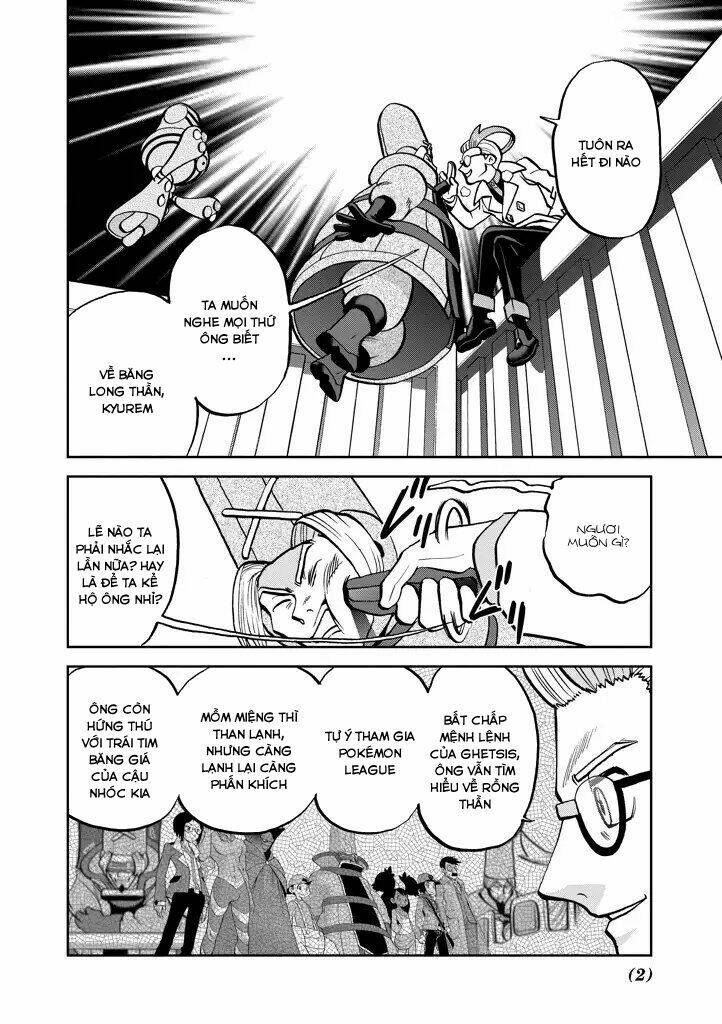 TUÔN RA
HẾT ĐI NÀO
TA MUỐN
NGHE MỌI THỨ
ÔNG BIẾT
...
VỀ BĂNG
LONG THẦN,
KYUREM
NGƯƠI
MUỐN GÌ?
LẼ NÀO TA
PHẢI NHẮC LẠI
LẦN NỮA? HAY
LÀ ĐỂ TA KỂ
HỘ ÔNG NHỈ?
BẤT CHẤP
MỆNH LỆNH
CỦA GHETSIS,
ÔNG VẪN TÌM
HIỂU VỀ RỒNG
THẦN
TỰ Ý THAM GIA
POKÉMON
LEAGUE
MỒM MIỆNG THÌ
THAN LẠNH,
NHƯNG CÀNG
LẠNH LẠI CÀNG
PHẤN KHÍCH
ÔNG CÒN
HỨNG THÚ
VỚI TRÁI TIM
BĂNG GIÁ
CỦA CẬU
NHÓC KIA
(2)